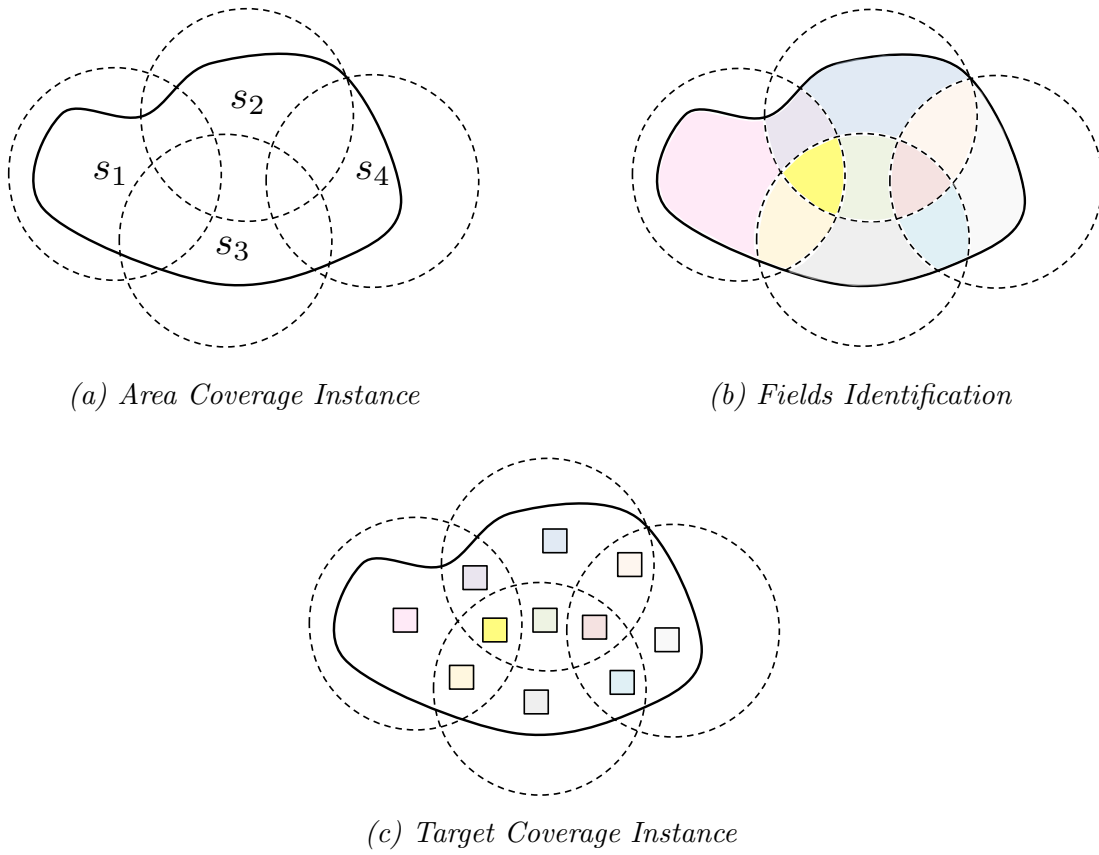 s₂
s₁
s₄
s₃
(a) Area Coverage Instance
(b) Fields Identification
(c) Target Coverage Instance